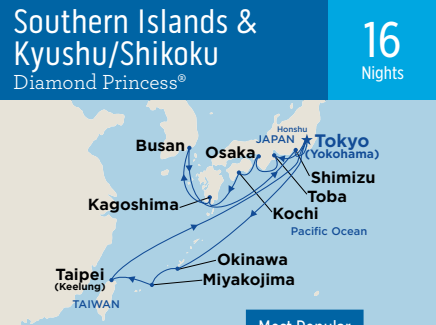 Southern Islands &
Kyushu/Shikoku
Diamond Princess®
16
Nights
Honshu
JAPAN
Tokyo
(Yokohama)
Busan
Osaka
Shimizu
Toba
Kagoshima
Kochi
Pacific Ocean
Okinawa
Taipei
(Keelung)
Miyakojima
TAIWAN
Most Popular